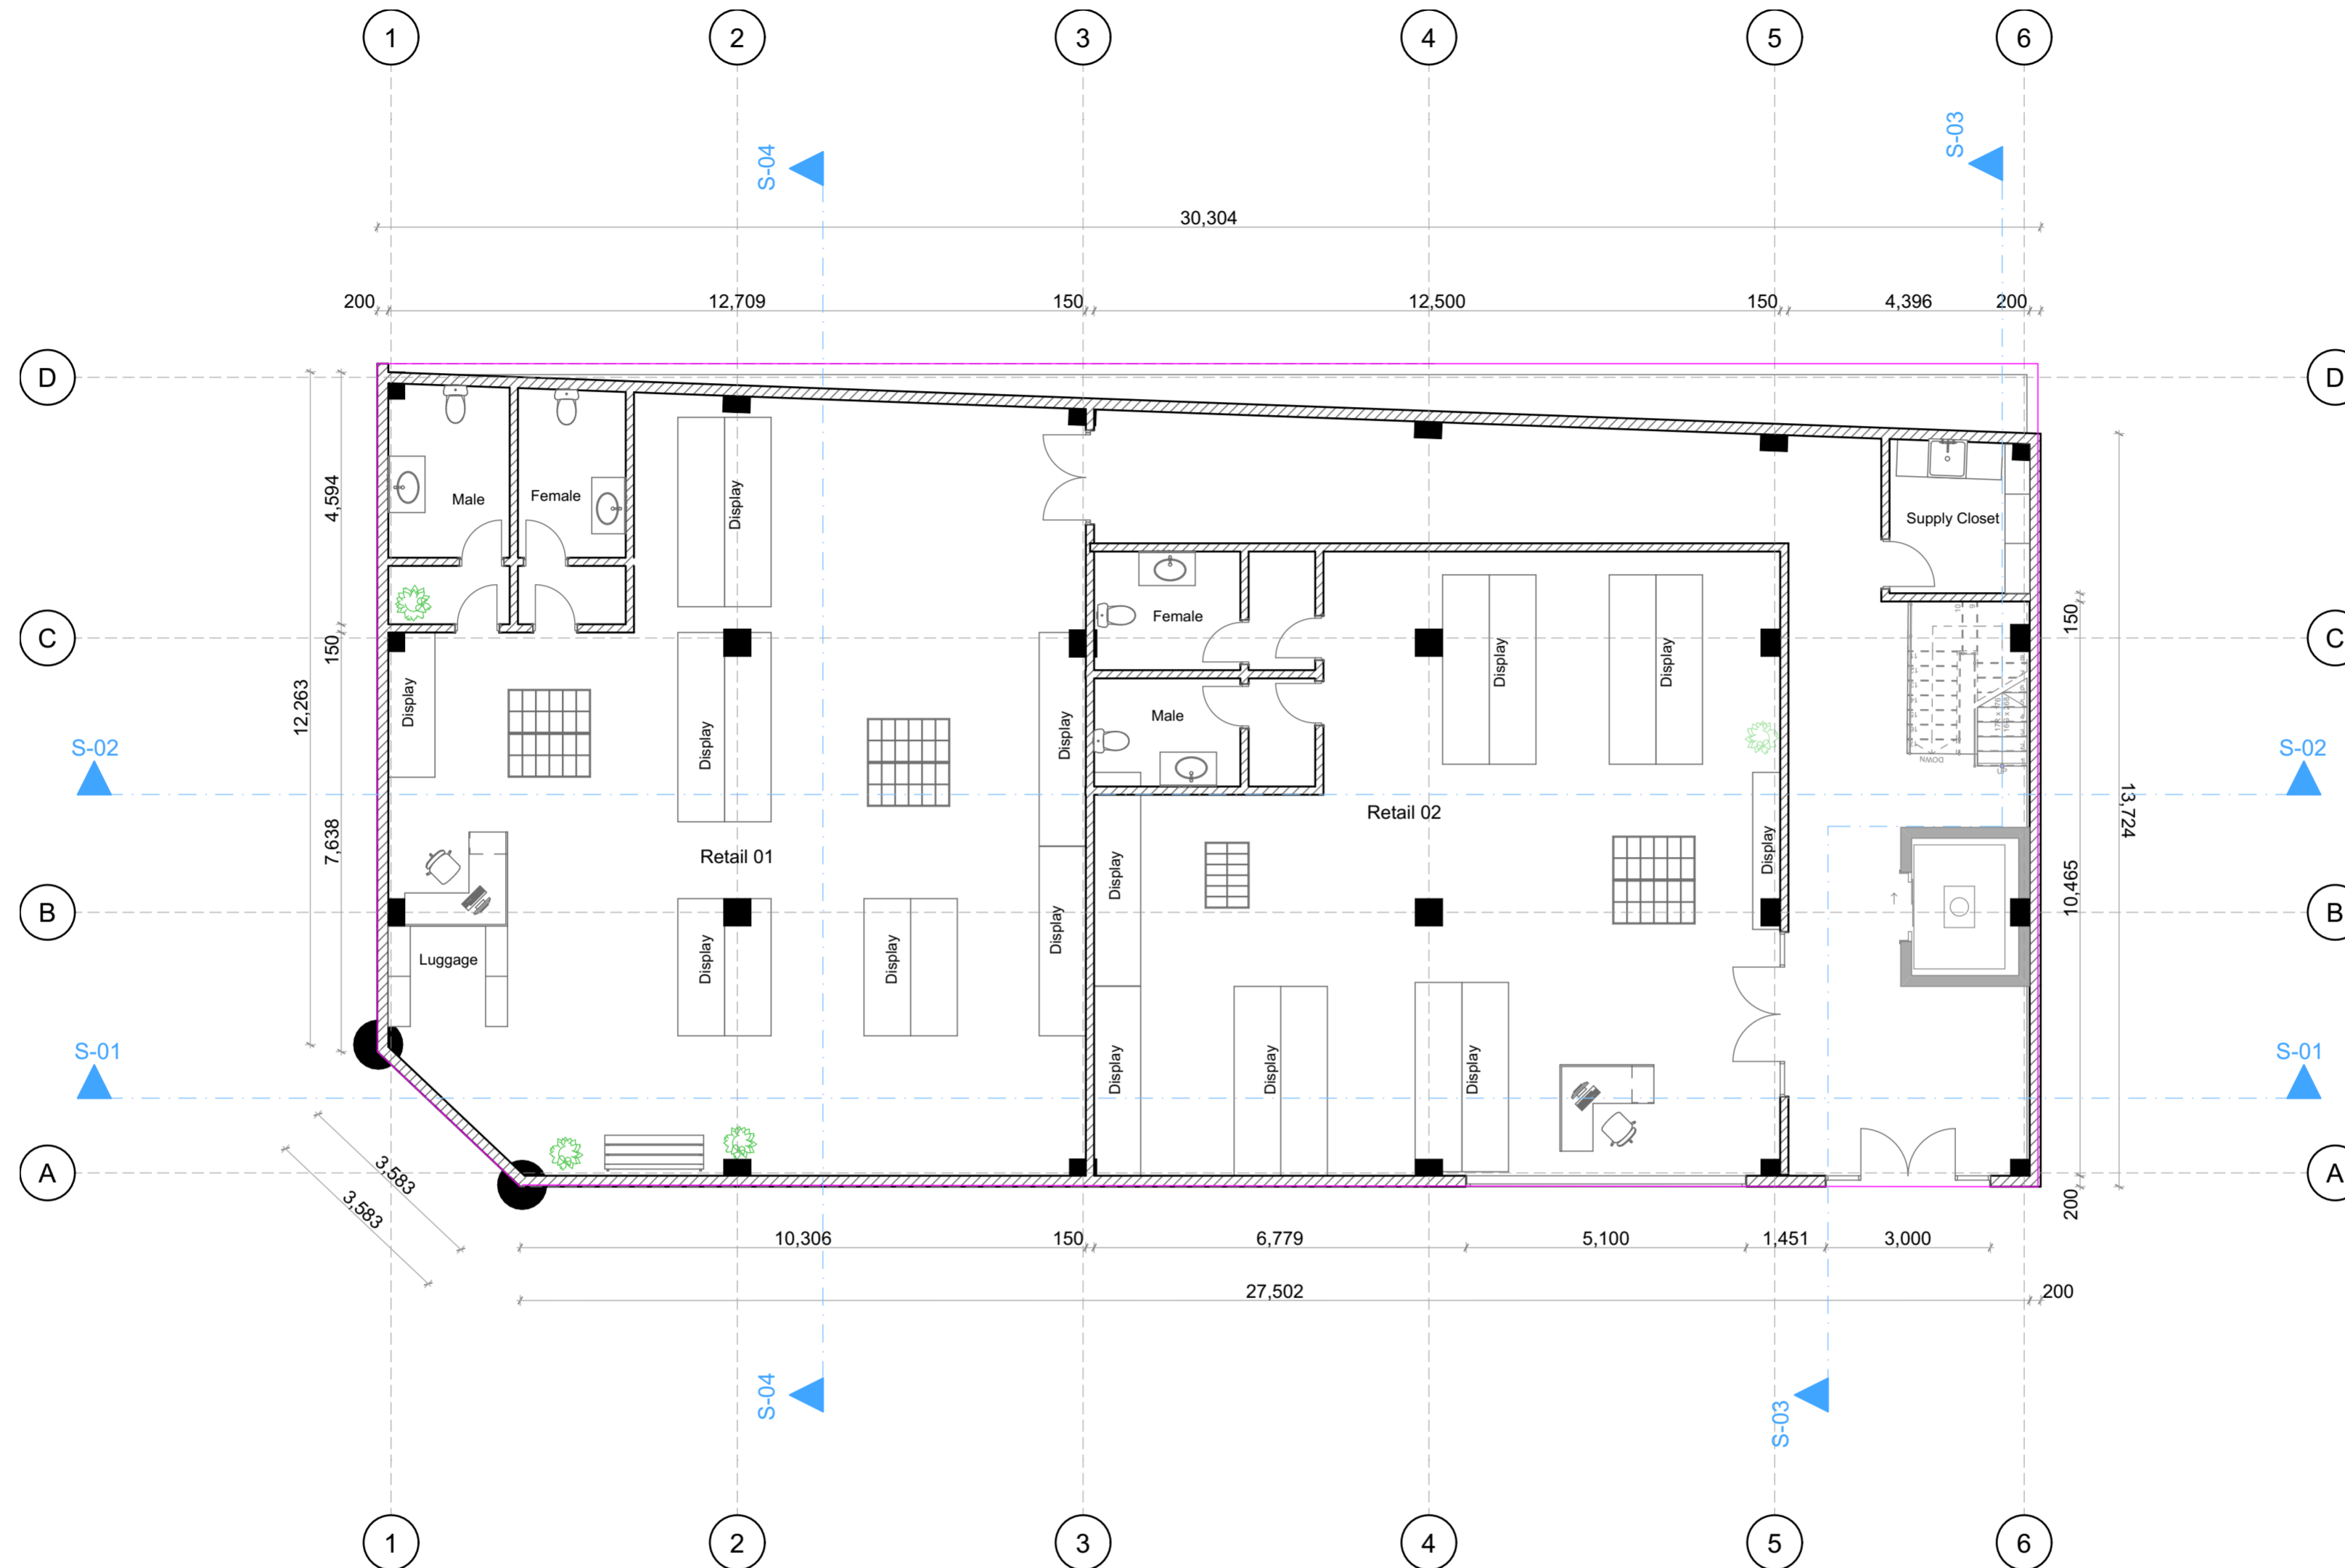 1
2
3
4
5
6
S-04
S-03
30,304
200
12,709
150
12,500
150
4,396
200
D
D
4,594
Male
Female
Display
Supply Closet
150
150
C
C
Female
Display
Display
Display
Display
Display
12,263
Male
S-02
S-02
DOWN
13,724
7,638
Retail 01
Retail 02
Display
Display
10,465
B
B
Luggage
Display
Display
Display
S-01
S-01
Display
Display
Display
3,583
3,583
A
A
200
10,306
150
6,779
5,100
1,451
3,000
27,502
200
S-04
S-03
1
2
3
4
5
6